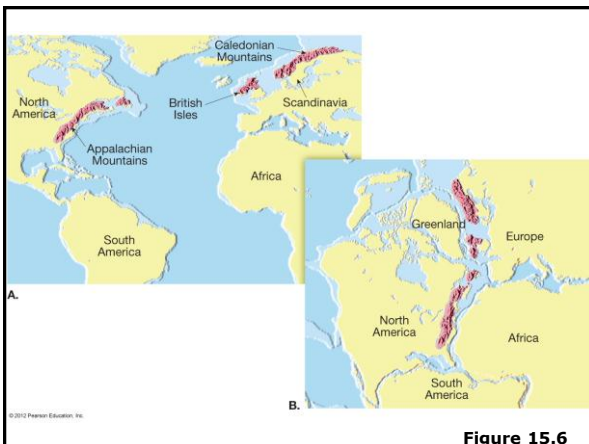 Caledonian
Mountains
North
America
British
Isles
Scandinavia
Appalachian
Mountains
Africa
South
America
A.
Greenland
Europe
North
America
Africa
South
America
B.
© 2012 Pearson Education, Inc.
Figure 15.6